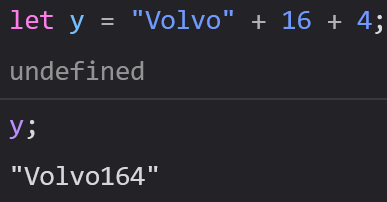 let y = "Volvo" + 16 + 4;
undefined
y;
"Volvo164"